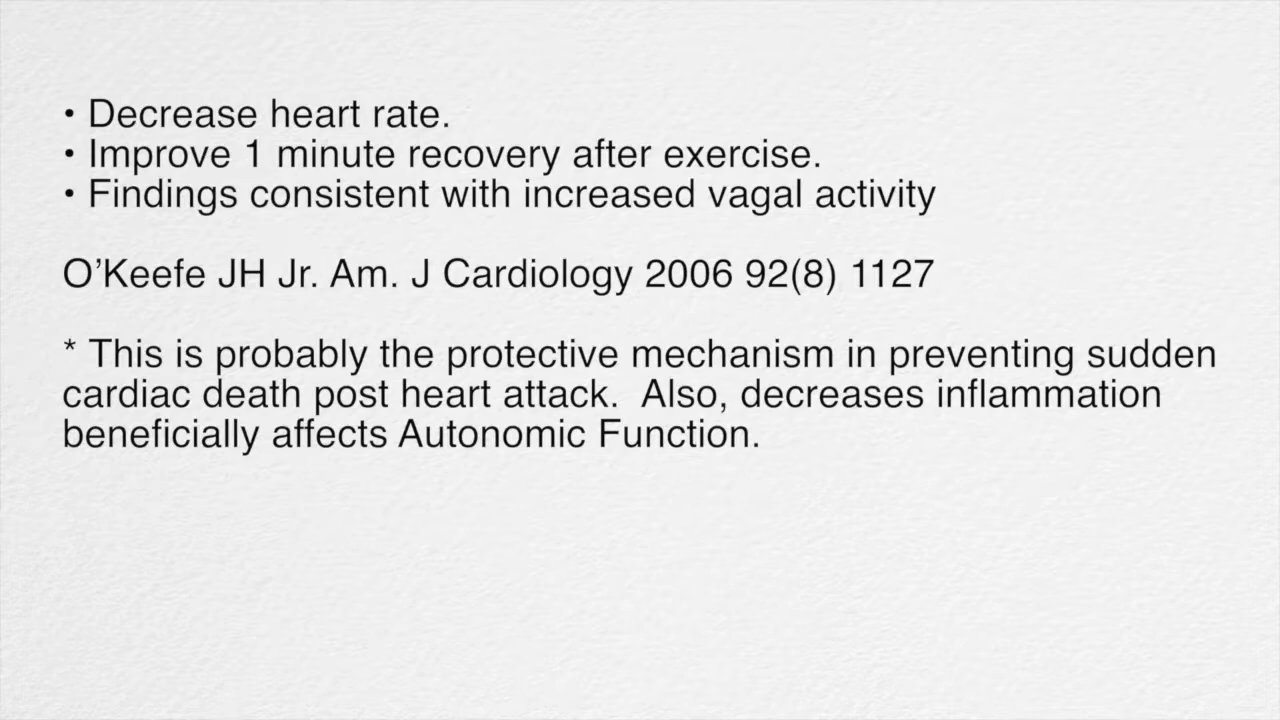 • Decrease heart rate.
• Improve 1 minute recovery after exercise.
• Findings consistent with increased vagal activity
O’Keefe JH Jr. Am. J Cardiology 2006 92(8) 1127
* This is probably the protective mechanism in preventing sudden
cardiac death post heart attack.  Also, decreases inflammation
beneficially affects Autonomic Function.